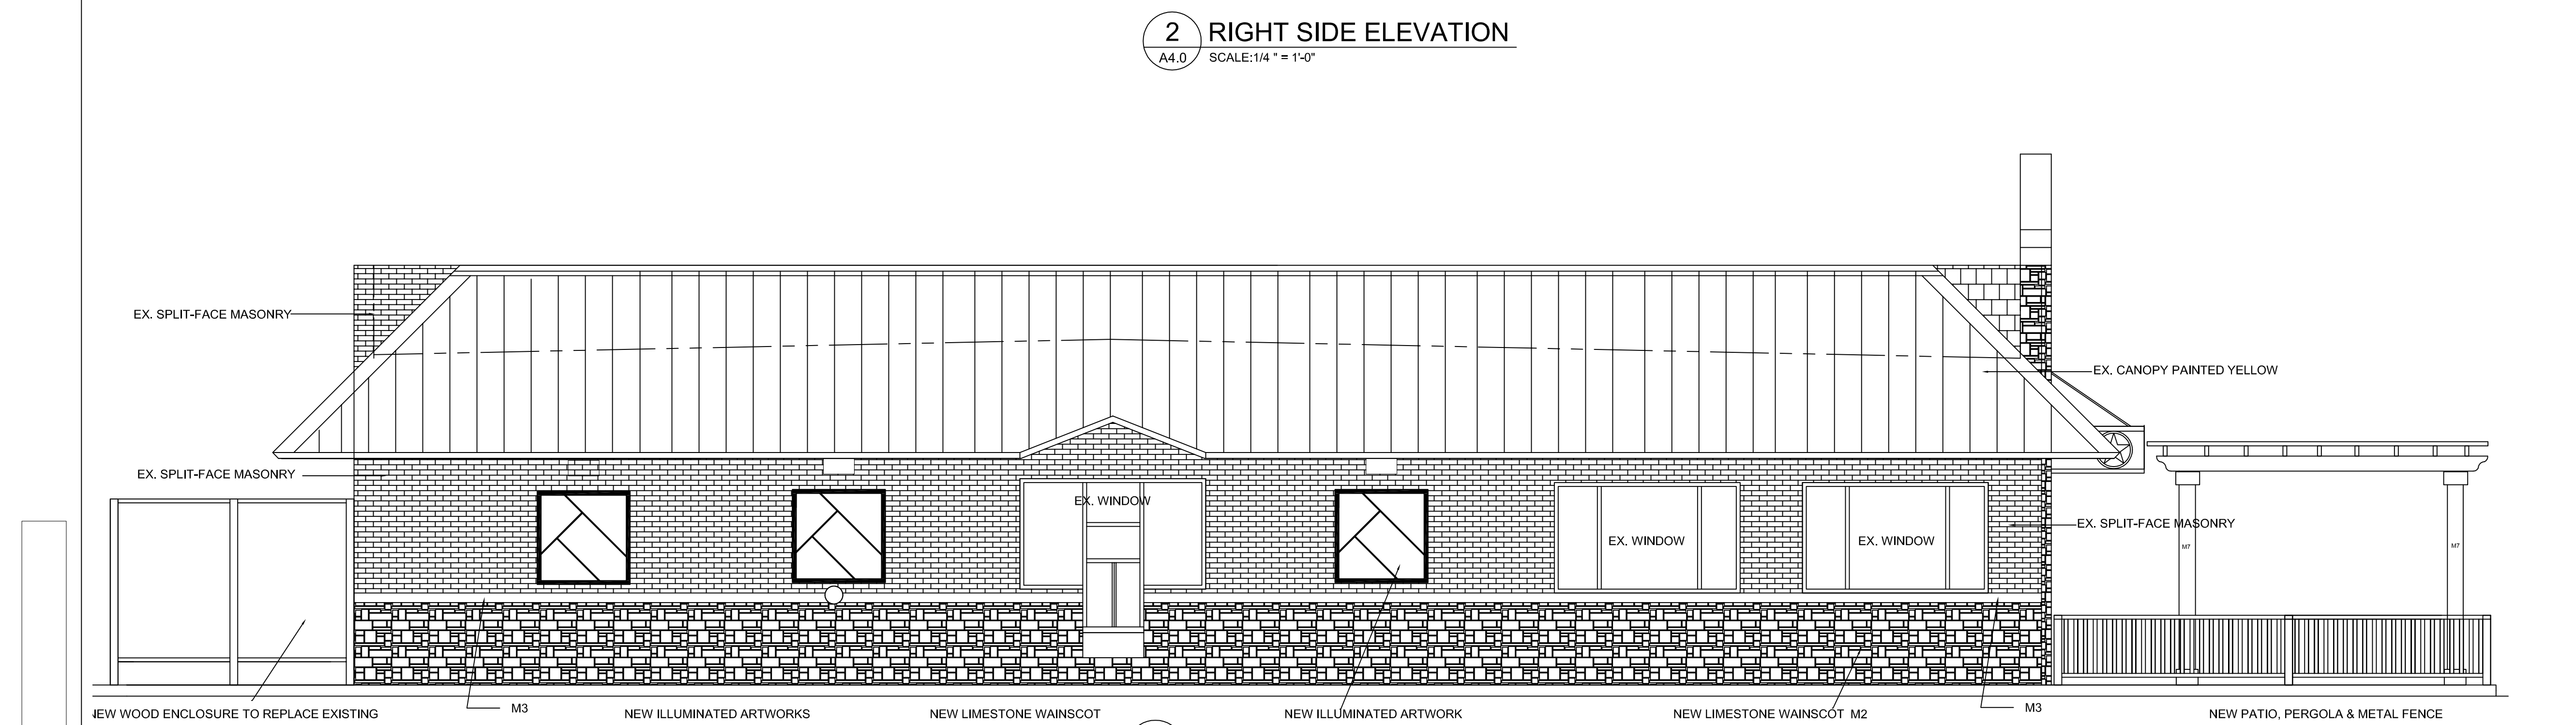 2
RIGHT SIDE ELEVATION
A4.0
SCALE:1/4 " = 1'-0"
EX. SPLIT-FACE MASONRY
EX. CANOPY PAINTED YELLOW
EX. SPLIT-FACE MASONRY
EX. WINDOW
EX. WINDOW
EX. WINDOW
EX. SPLIT-FACE MASONRY
M7
M7
NEW WOOD ENCLOSURE TO REPLACE EXISTING
M3
NEW ILLUMINATED ARTWORKS
NEW LIMESTONE WAINSCOT
NEW ILLUMINATED ARTWORK
NEW LIMESTONE WAINSCOT M2
M3
NEW PATIO, PERGOLA & METAL FENCE